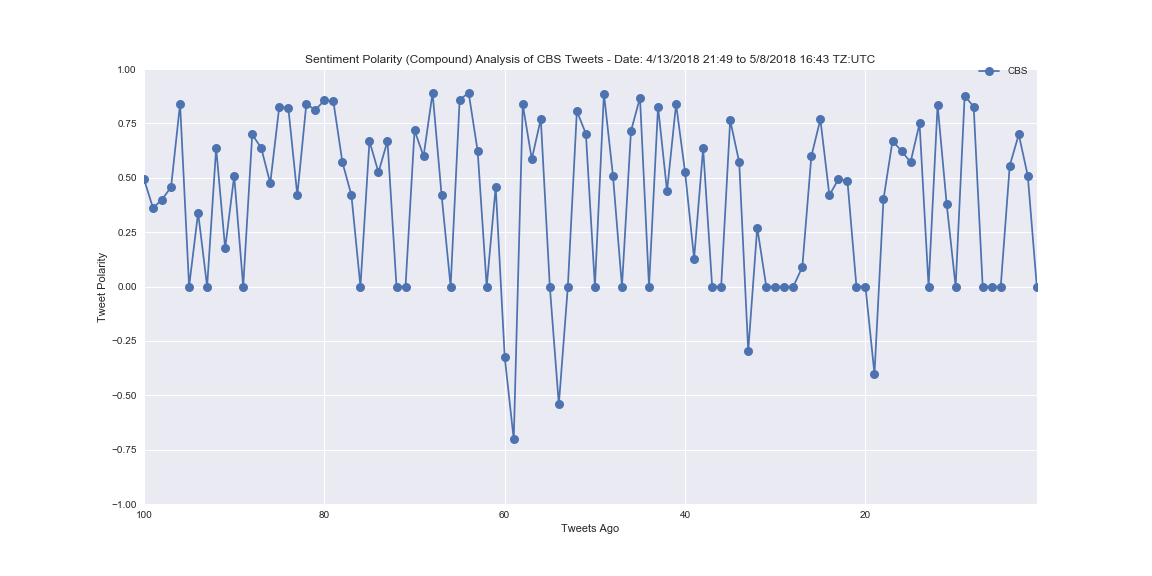 Sentiment Polarity (Compound) Analysis of CBS Tweets - Date: 4/13/2018 21:49 to 5/8/2018 16:43 TZ:UTC
CBS
1.00
0.75
0.50
0.25
0.00
−0.25
−0.50
−0.75
−1.00
Tweet Polarity
100 80 60 40 20
Tweets Ago